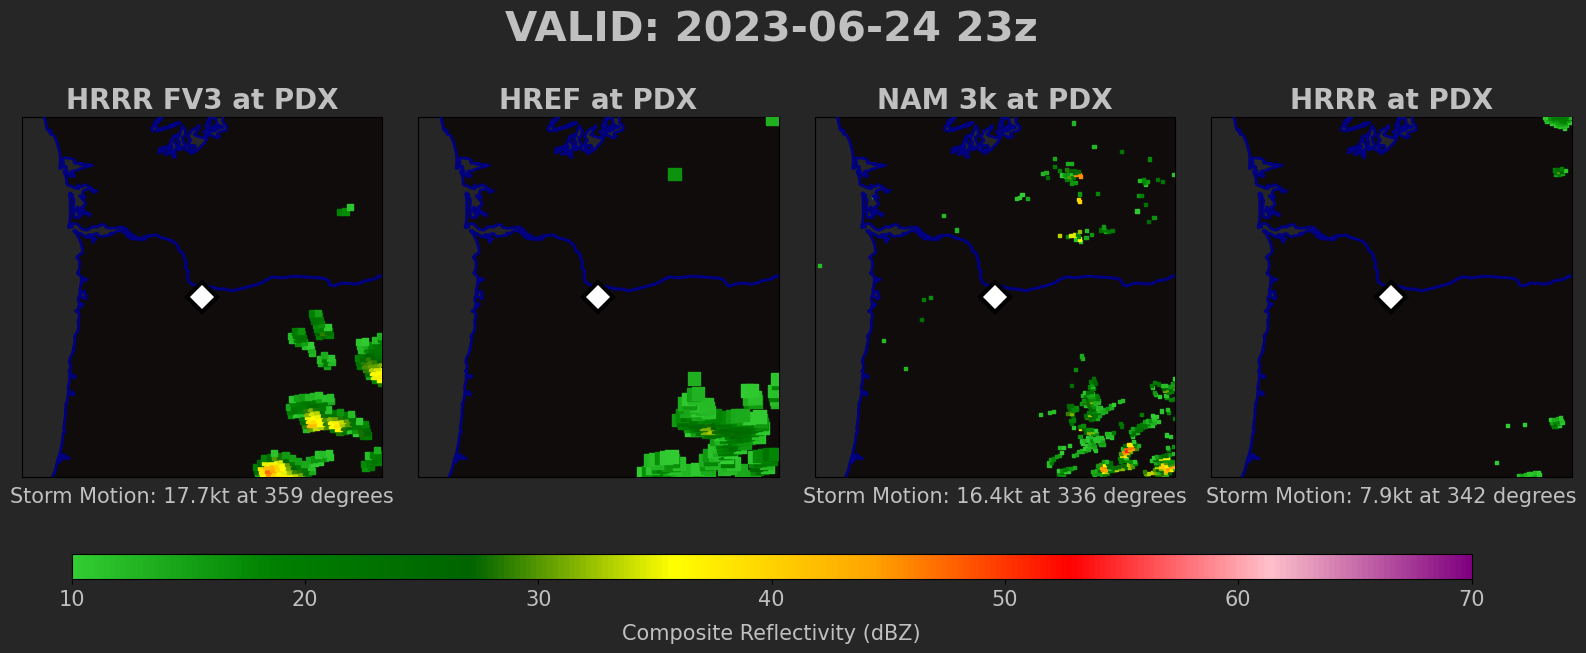 VALID: 2023-06-24 23z
HRRR FV3 at PDX
HREF at PDX
NAM 3k at PDX
HRRR at PDX
Storm Motion: 17.7kt at 359 degrees
Storm Motion: 16.4kt at 336 degrees
Storm Motion: 7.9kt at 342 degrees
10 20 30 40 50 60 70
Composite Reflectivity (dBZ)